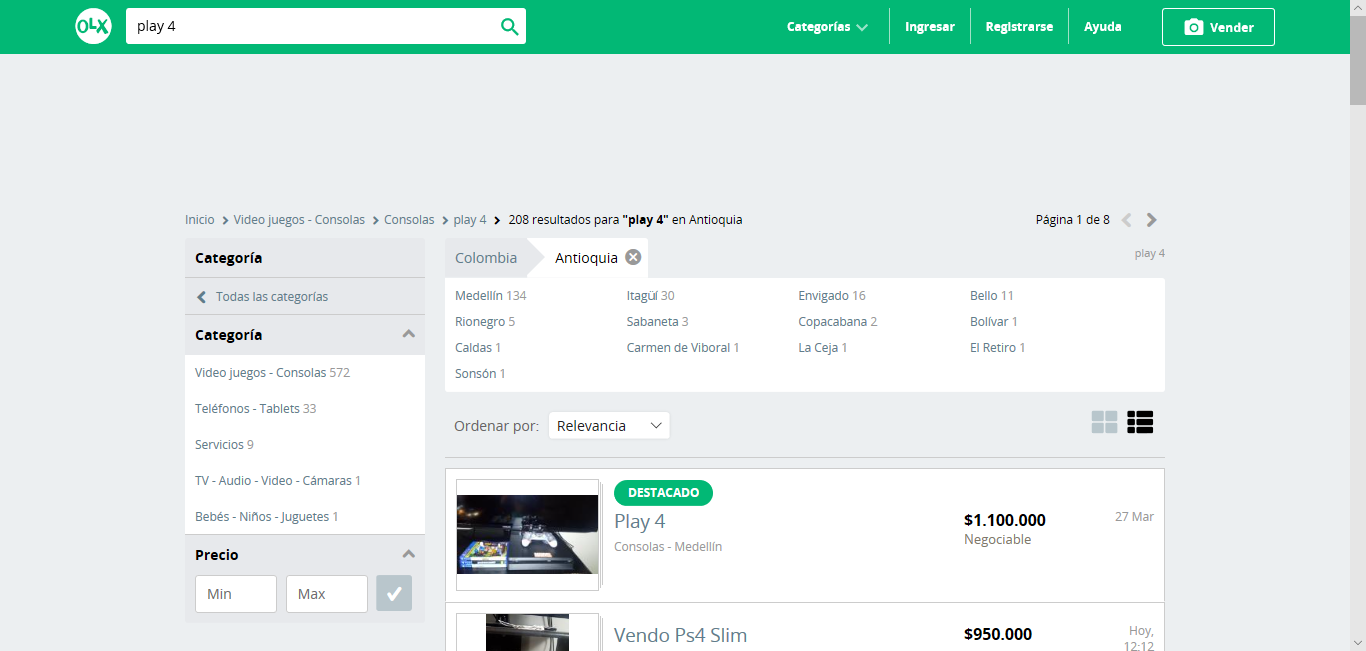 OLX play 4 Categorías Ingresar Registrarse Ayuda Vender
Inicio Video juegos - Consolas Consolas play 4 208 resultados para "play 4" en Antioquia Página 1 de 8
Categoría
Todas las categorías
Categoría
Video juegos - Consolas 572
Teléfonos - Tablets 33
Servicios 9
TV - Audio - Video - Cámaras 1
Bebés - Niños - Juguetes 1
Precio
Min Max
Colombia Antioquia play 4
Medellín 134 Itagüí 30 Envigado 16 Bello 11
Rionegro 5 Sabaneta 3 Copacabana 2 Bolívar 1
Caldas 1 Carmen de Viboral 1 La Ceja 1 El Retiro 1
Sonsón 1
Ordenar por: Relevancia
DESTACADO
Play 4 $1.100.000 27 Mar
Consolas - Medellín Negociable
Vendo Ps4 Slim $950.000 Hoy,
12:12